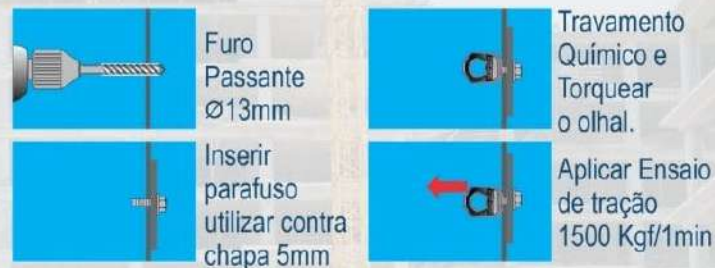 Furo
Passante
Ø13mm
Inserir
parafuso
utilizar contra
chapa 5mm
Travamento
Químico e
Torquear
o olhal.
Aplicar Ensaio
de tração
1500 Kgf/1min